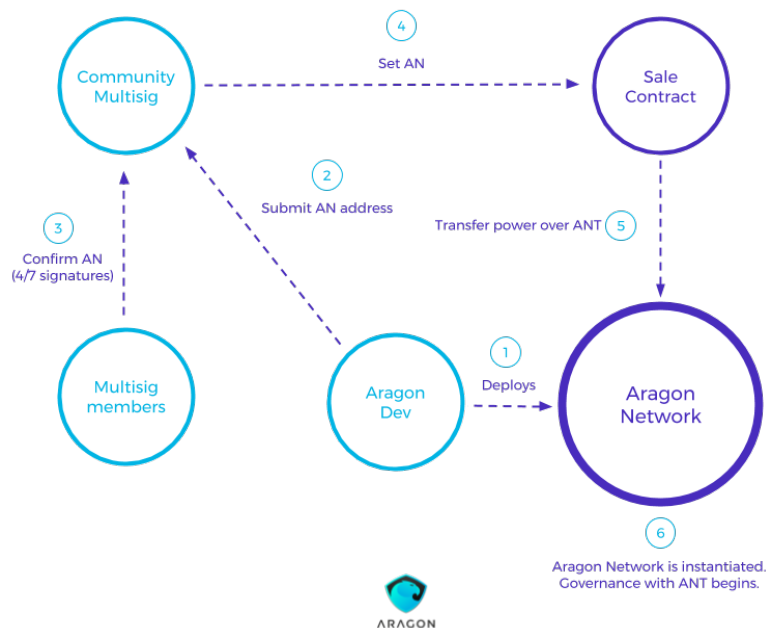 4
Set AN
Community
Multisig
Sale
Contract
2
Submit AN address
3
Confirm AN
(4/7 signatures)
Transfer power over ANT
5
Multisig
members
Aragon
Dev
1
Deploys
Aragon
Network
6
Aragon Network is instantiated.
Governance with ANT begins.
ARAGON